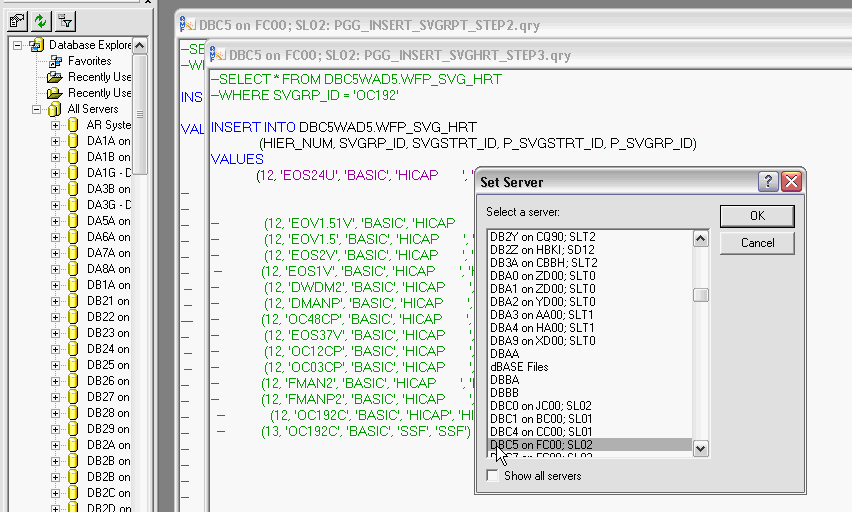 DBC5 on FC00; SL02: PGG_INSERT_SVGRPT_STEP2.qry
DBC5 on FC00; SL02: PGG_INSERT_SVGHRT_STEP3.qry
Database Explore
Favorites
Recently Use
Recently Use
All Servers
AR Syste
DA1A on
DA1B on
DA1G - D
DA3B on
DA3G - D
DA5A on
DA6A on
DA7A on
DA8A on
DB1A on
DB21 on
DB22 on
DB23 on
DB24 on
DB25 on
DB26 on
DB27 on
DB28 on
DB29 on
DB2A on
DB2B on
DB2B on
DB2C on
DB2D on
--SE
--W
INS
VAL
--SELECT * FROM DBC5WAD5.WFP_SVG_HRT
--WHERE SVGRP_ID = 'OC192'
INSERT INTO DBC5WAD5.WFP_SVG_HRT
(HIER_NUM, SVGRP_ID, SVGSTRT_ID, P_SVGSTRT_ID, P_SVGRP_ID)
VALUES
(12, 'EOS24U', 'BASIC', 'HICAP ', '
-- (12, 'EOV1.51V', 'BASIC', 'HICAP
-- (12, 'EOV1.5', 'BASIC', 'HICAP ',
-- (12, 'EOS2V', 'BASIC', 'HICAP ',
-- (12, 'EOS1V', 'BASIC', 'HICAP ', '
-- (12, 'DWDM2', 'BASIC', 'HICAP ',
-- (12, 'DMANP', 'BASIC', 'HICAP ',
-- (12, 'OC48CP', 'BASIC', 'HICAP ',
-- (12, 'EOS37V', 'BASIC', 'HICAP ',
-- (12, 'OC12CP', 'BASIC', 'HICAP ',
-- (12, 'OC03CP', 'BASIC', 'HICAP ',
-- (12, 'FMAN2', 'BASIC', 'HICAP ', '
-- (12, 'FMANP2', 'BASIC', 'HICAP ',
-- (12, 'OC192C', 'BASIC', 'HICAP', 'HI
-- (13, 'OC192C', 'BASIC', 'SSF', 'SSF')
Set Server
Select a server:
DB2Y on CQ90; SLT2
DB2Z on HBKI; SD12
DB3A on CBBH; SLT2
DBA0 on ZD00; SLT0
DBA1 on ZD00; SLT0
DBA2 on YD00; SLT0
DBA3 on AA00; SLT1
DBA4 on HA00; SLT1
DBA9 on XD00; SLT0
DBAA
dBASE Files
DBBA
DBBB
DBC0 on JC00; SL02
DBC1 on BC00; SL01
DBC4 on CC00; SL01
DBC5 on FC00; SL02
OK
Cancel
Show all servers